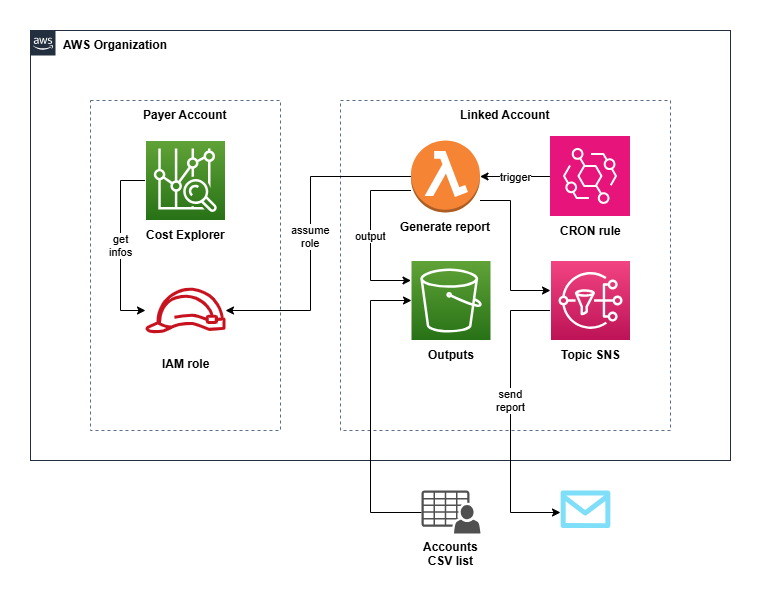 aws
AWS Organization
Payer Account
Linked Account
Cost Explorer
get
infos
IAM role
assume
role
Generate report
trigger
CRON rule
output
Outputs
Topic SNS
send
report
Accounts
CSV list